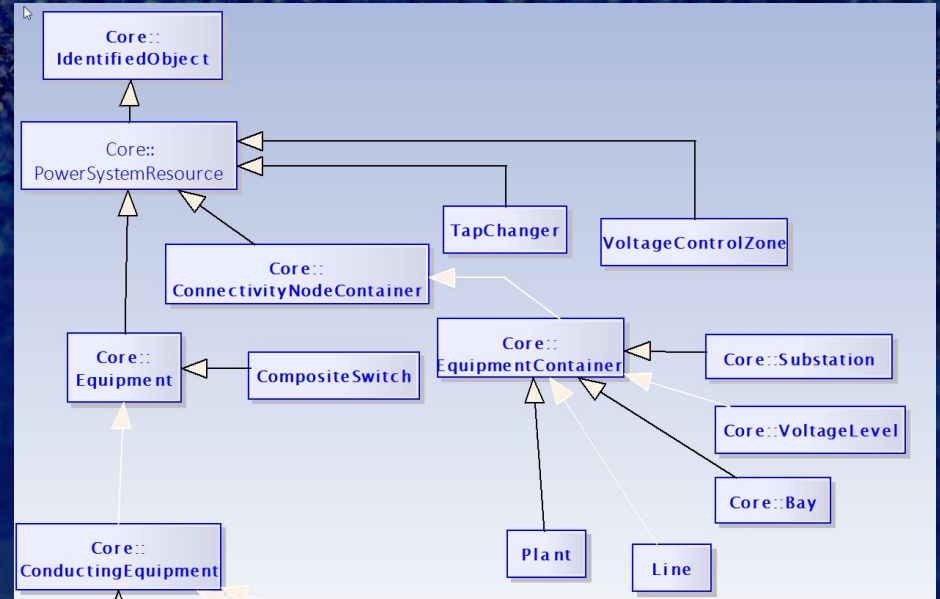 Core::
IdentifiedObject
Core::
PowerSystemResource
TapChanger
VoltageControlZone
Core::
ConnectivityNodeContainer
Core::
EquipmentContainer
Core::Substation
Core::
Equipment
CompositeSwitch
Core::VoltageLevel
Core::Bay
Core::
ConductingEquipment
Plant
Line